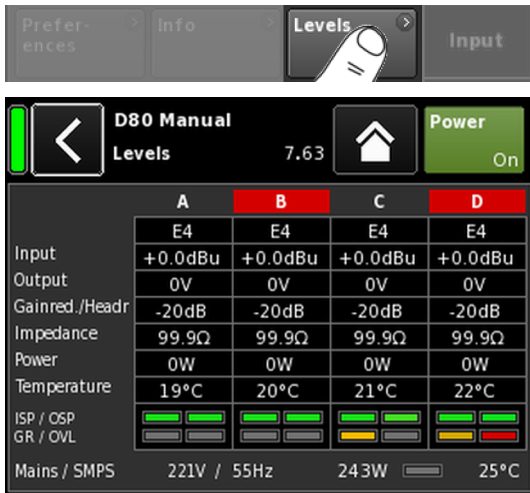 Prefer-
ences
Info
Levels
Input
D80 Manual
Levels 7.63
Power
On
A B C D
E4 E4 E4 E4
Input +0.0dBu +0.0dBu +0.0dBu +0.0dBu
Output 0V 0V 0V 0V
Gainred./Headr -20dB -20dB -20dB -20dB
Impedance 99.9Ω 99.9Ω 99.9Ω 99.9Ω
Power 0W 0W 0W 0W
Temperature 19°C 20°C 21°C 22°C
ISP / OSP
GR / OVL
Mains / SMPS 221V / 55Hz 243W 25°C